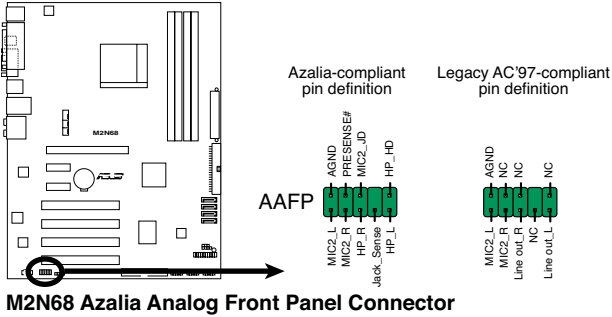 Azalia-compliant
pin definition
Legacy AC'97-compliant
pin definition
M2N68
ASUS
AAFP
AGND
PRESENSE#
MIC2_JD
HP_HD
MIC2_L
MIC2_R
HP_R
Jack_Sense
HP_L
AGND
NC
NC
NC
MIC2_L
MIC2_R
Line out_R
NC
Line out_L
M2N68 Azalia Analog Front Panel Connector